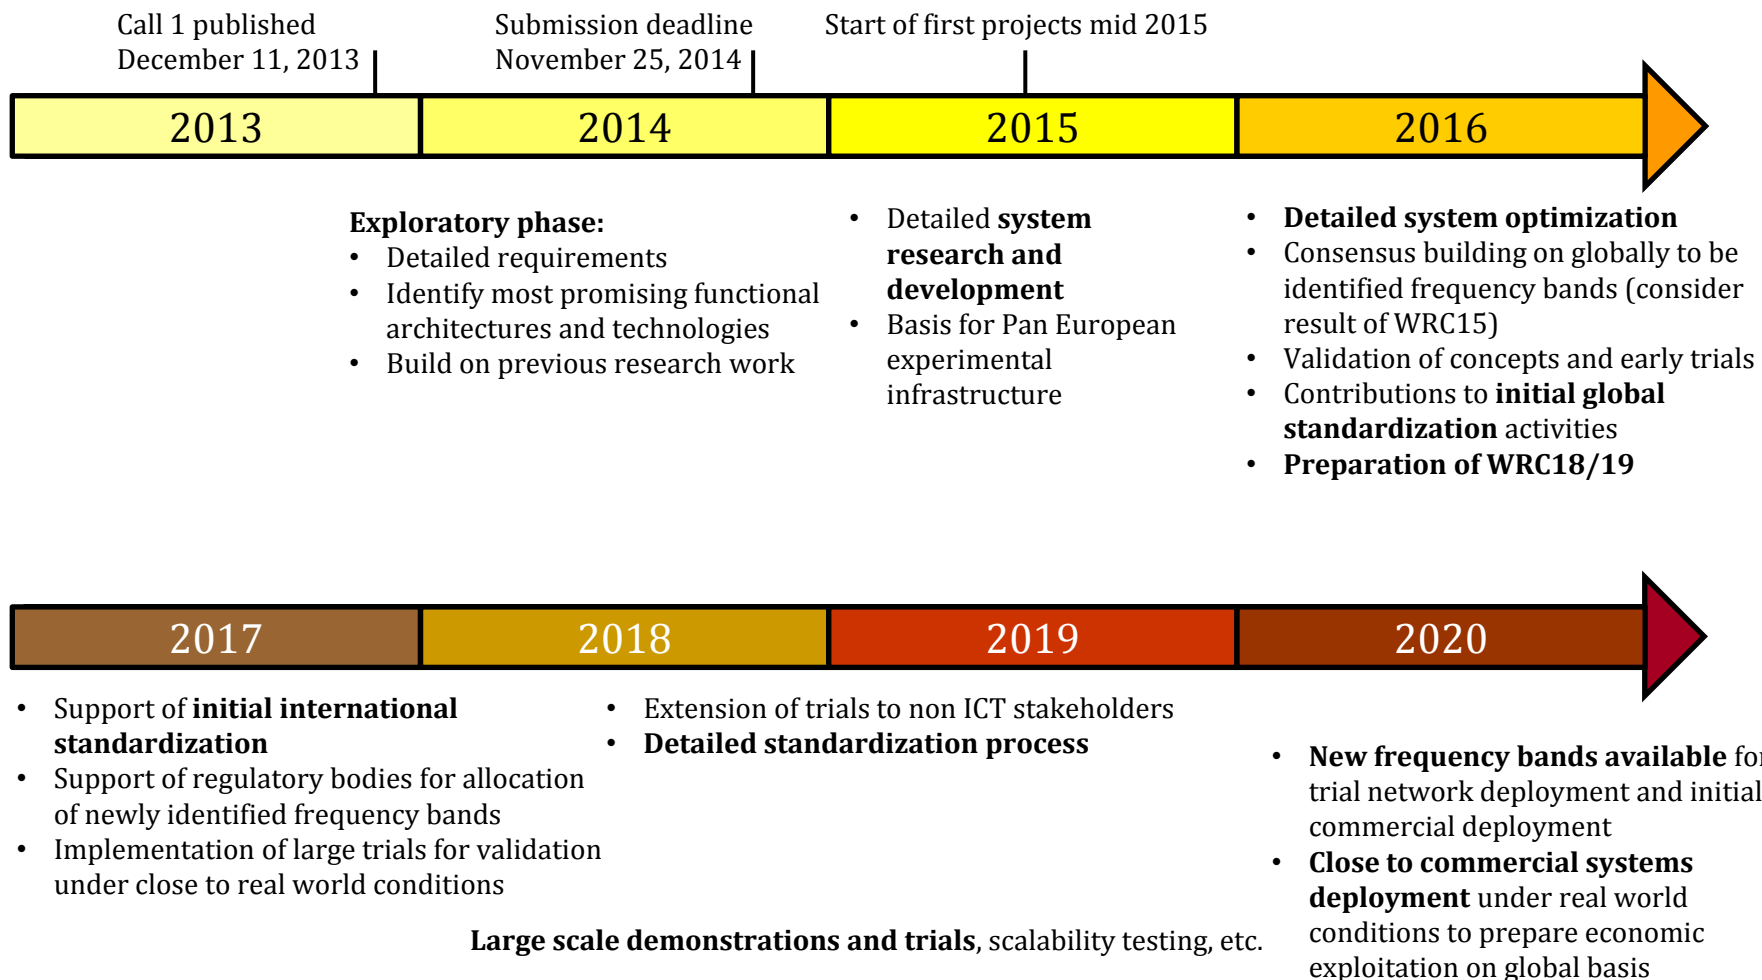 Call 1 published
December 11, 2013
Submission deadline
November 25, 2014
Start of first projects mid 2015
2013
2014
2015
2016
Exploratory phase:
• Detailed requirements
• Identify most promising functional
architectures and technologies
• Build on previous research work
• Detailed system
research and
development
• Basis for Pan European
experimental
infrastructure
• Detailed system optimization
• Consensus building on globally to be
identified frequency bands (consider
result of WRC15)
• Validation of concepts and early trials
• Contributions to initial global
standardization activities
• Preparation of WRC18/19
2017
2018
2019
2020
• Support of initial international
standardization
• Support of regulatory bodies for allocation
of newly identified frequency bands
• Implementation of large trials for validation
under close to real world conditions
• Extension of trials to non ICT stakeholders
• Detailed standardization process
Large scale demonstrations and trials, scalability testing, etc.
• New frequency bands available for
trial network deployment and initial
commercial deployment
• Close to commercial systems
deployment under real world
conditions to prepare economic
exploitation on global basis